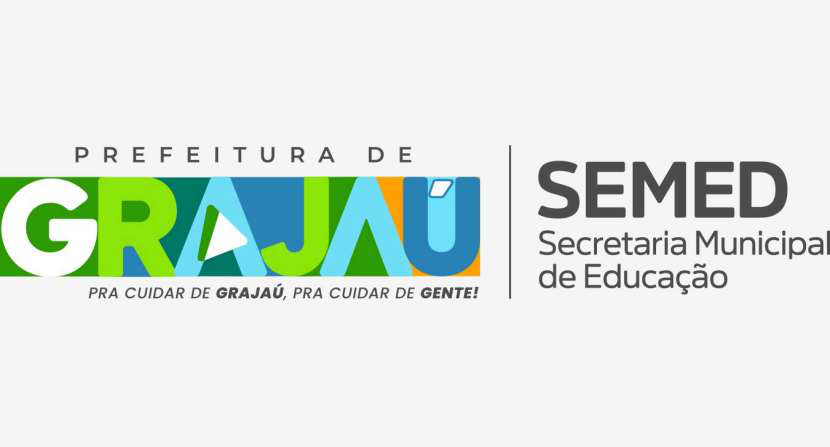 PREFEITURA DE
GRAJAÚ
PRA CUIDAR DE GRAJAÚ, PRA CUIDAR DE GENTE!
SEMED
Secretaria Municipal
de Educação